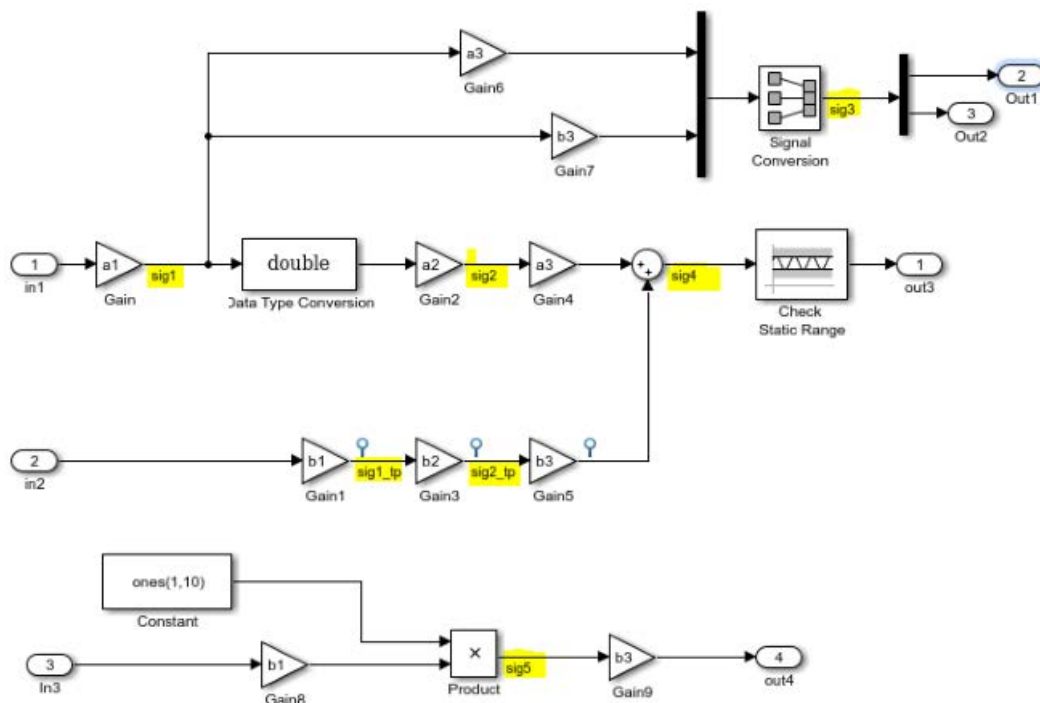 a3
Gain6
b3
Gain7
sig3
Signal
Conversion
2
Out1
3
Out2
1
in1
a1
Gain
sig1
double
Data Type Conversion
a2
Gain2
sig2
a3
Gain4
++
sig4
Check
Static Range
1
out3
2
in2
b1
Gain1
sig1_tp
b2
Gain3
sig2_tp
b3
Gain5
ones(1,10)
Constant
3
In3
b1
Gain8
×
Product
sig5
b3
Gain9
4
out4